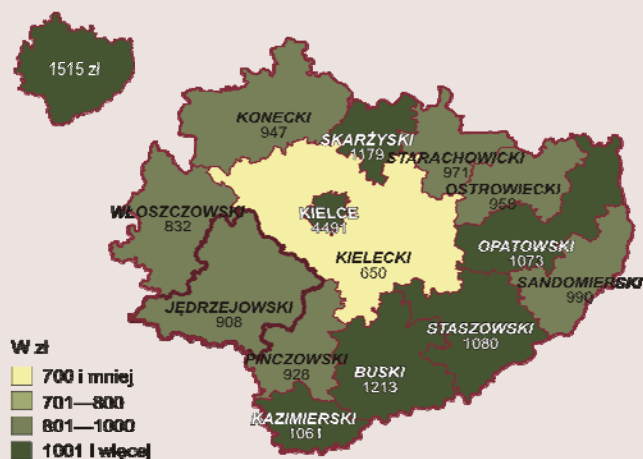 1515 zł
KONECKI
947
SKARŻYSKI
1179
STARACHOWICKI
971
OSTROWIECKI
958
WŁOSZCZOWSKI
832
KIELCE
4491
KIELECKI
650
OPATOWSKI
1073
SANDOMIERSKI
990
JĘDRZEJOWSKI
908
STASZOWSKI
1080
PIŃCZOWSKI
928
BUSKI
1213
KAZIMIERSKI
1061
W zł
700 i mniej
701—800
801—1000
1001 i więcej